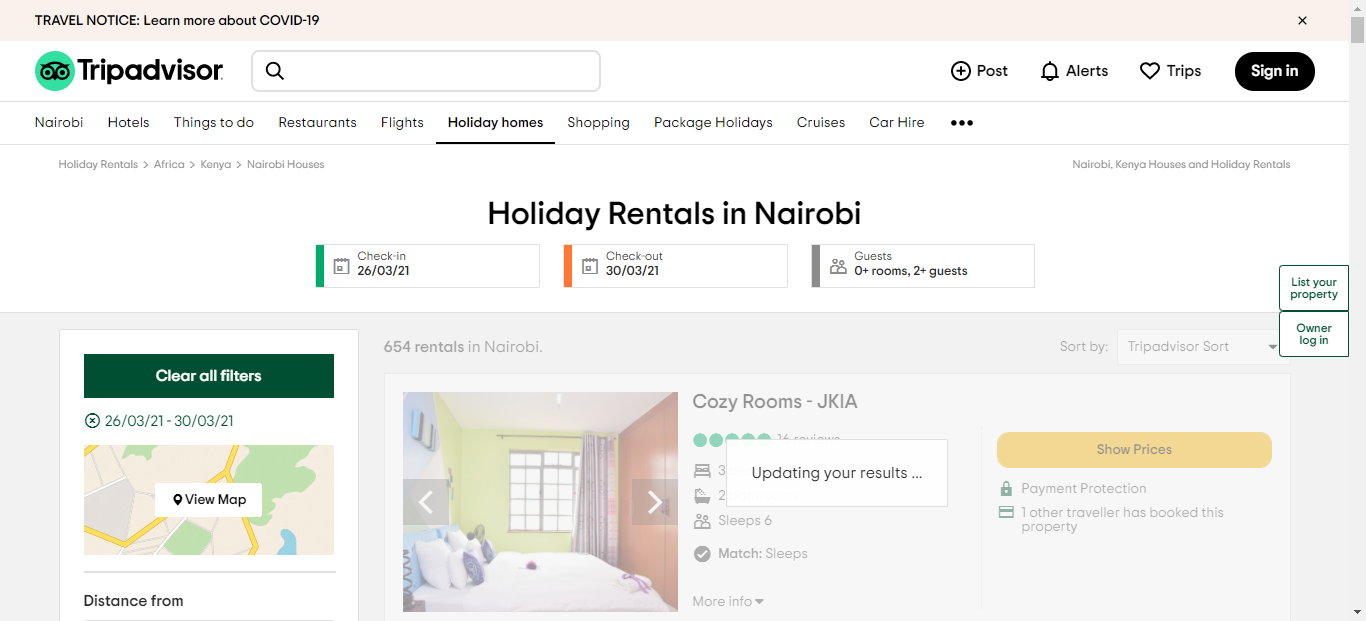 TRAVEL NOTICE: Learn more about COVID-19
Tripadvisor
Post
Alerts
Trips
Sign in
Nairobi
Hotels
Things to do
Restaurants
Flights
Holiday homes
Shopping
Package Holidays
Cruises
Car Hire
Holiday Rentals > Africa > Kenya > Nairobi Houses
Nairobi, Kenya Houses and Holiday Rentals
Holiday Rentals in Nairobi
Check-in
26/03/21
Check-out
30/03/21
Guests
0+ rooms, 2+ guests
List your
property
Owner
log in
Clear all filters
26/03/21 - 30/03/21
View Map
Distance from
654 rentals in Nairobi.
Sort by:
Tripadvisor Sort
Cozy Rooms - JKIA
16 reviews
Updating your results ...
3
2
Sleeps 6
Match: Sleeps
More info
Show Prices
Payment Protection
1 other traveller has booked this
property